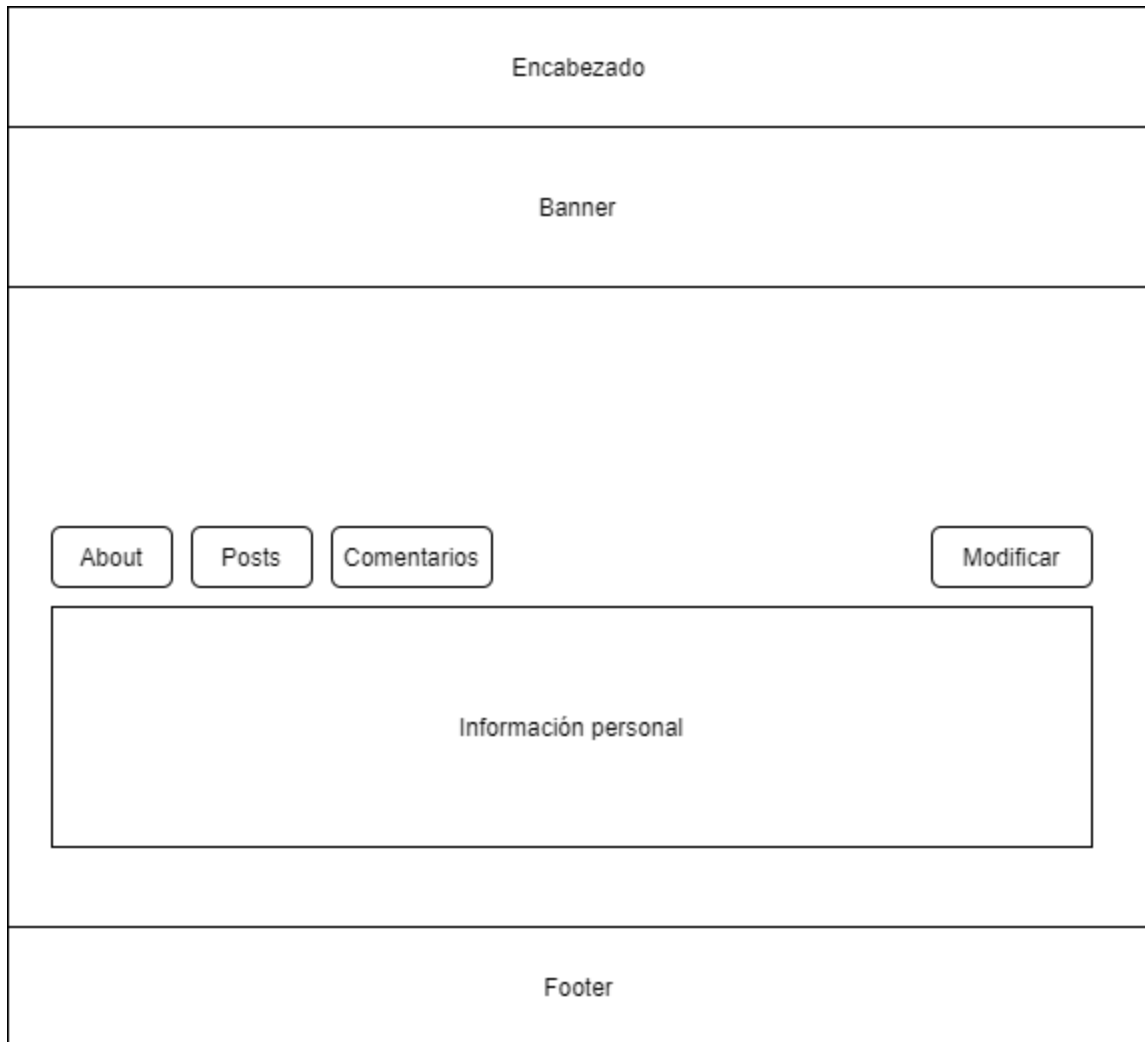 Encabezado
Banner
About
Posts
Comentarios
Modificar
Información personal
Footer